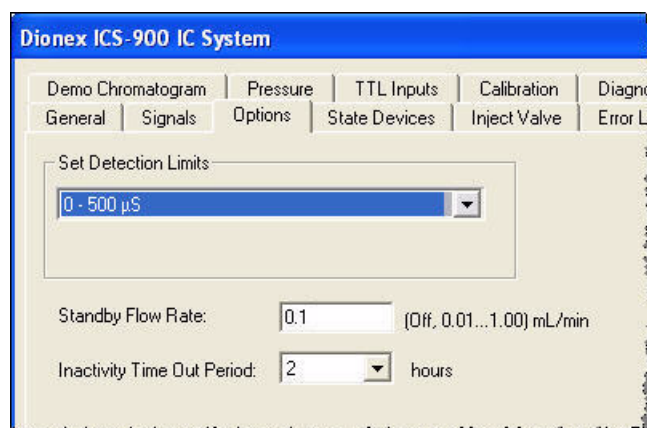 Dionex ICS-900 IC System
Demo Chromatogram Pressure TTL Inputs Calibration
General Signals Options State Devices Inject Valve Error
Set Detection Limits
0 - 500 µS
Standby Flow Rate: 0.1 (Off, 0.01...1.00) mL/min
Inactivity Time Out Period: 2 hours